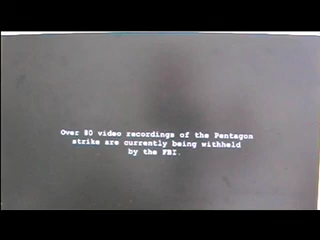 Over 80 video recordings of the Pentagon
strike are currently being withheld
by the FBI.